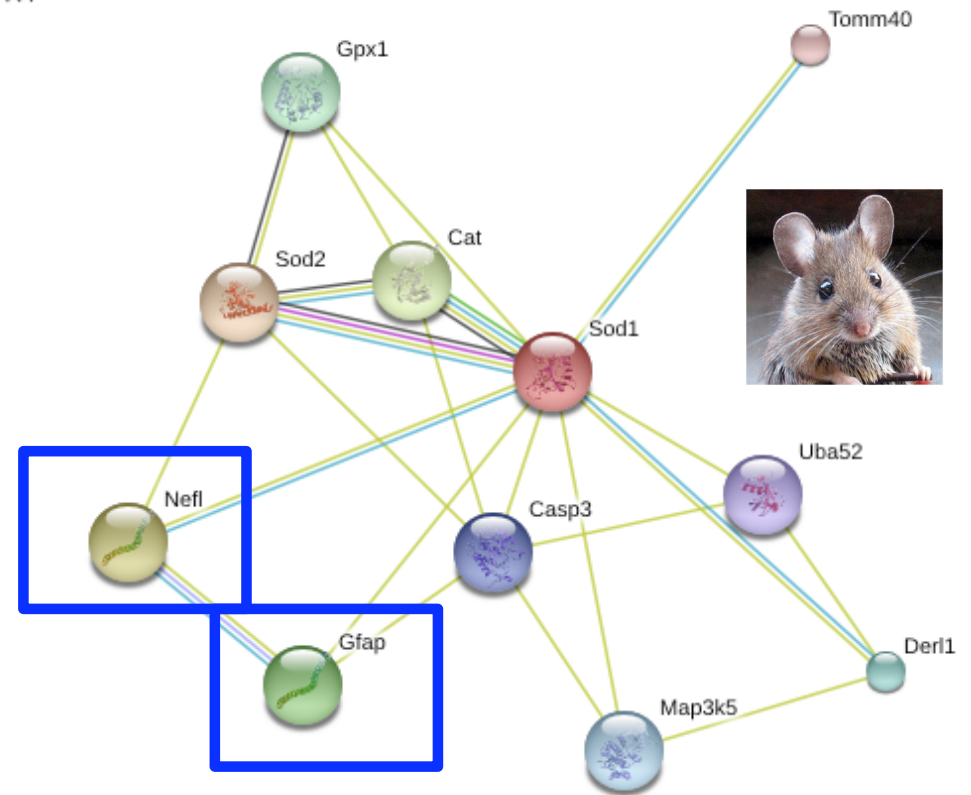 Tomm40
Gpx1
Cat
Sod2
Sod1
Uba52
Nefl
Casp3
Gfap
Derl1
Map3k5